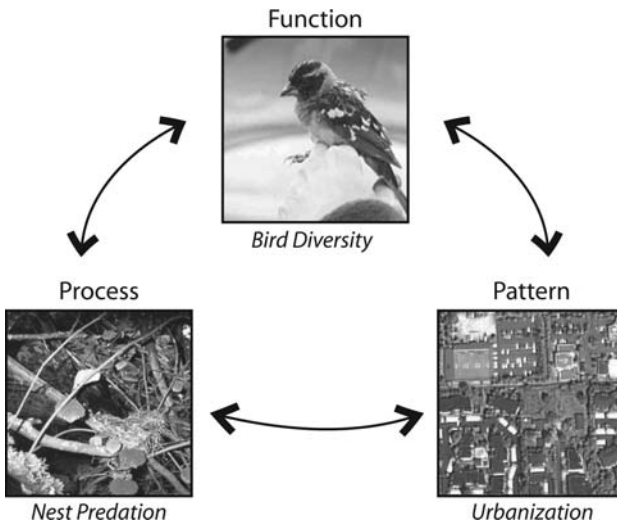 Function
Bird Diversity
Process
Pattern
Nest Predation
Urbanization